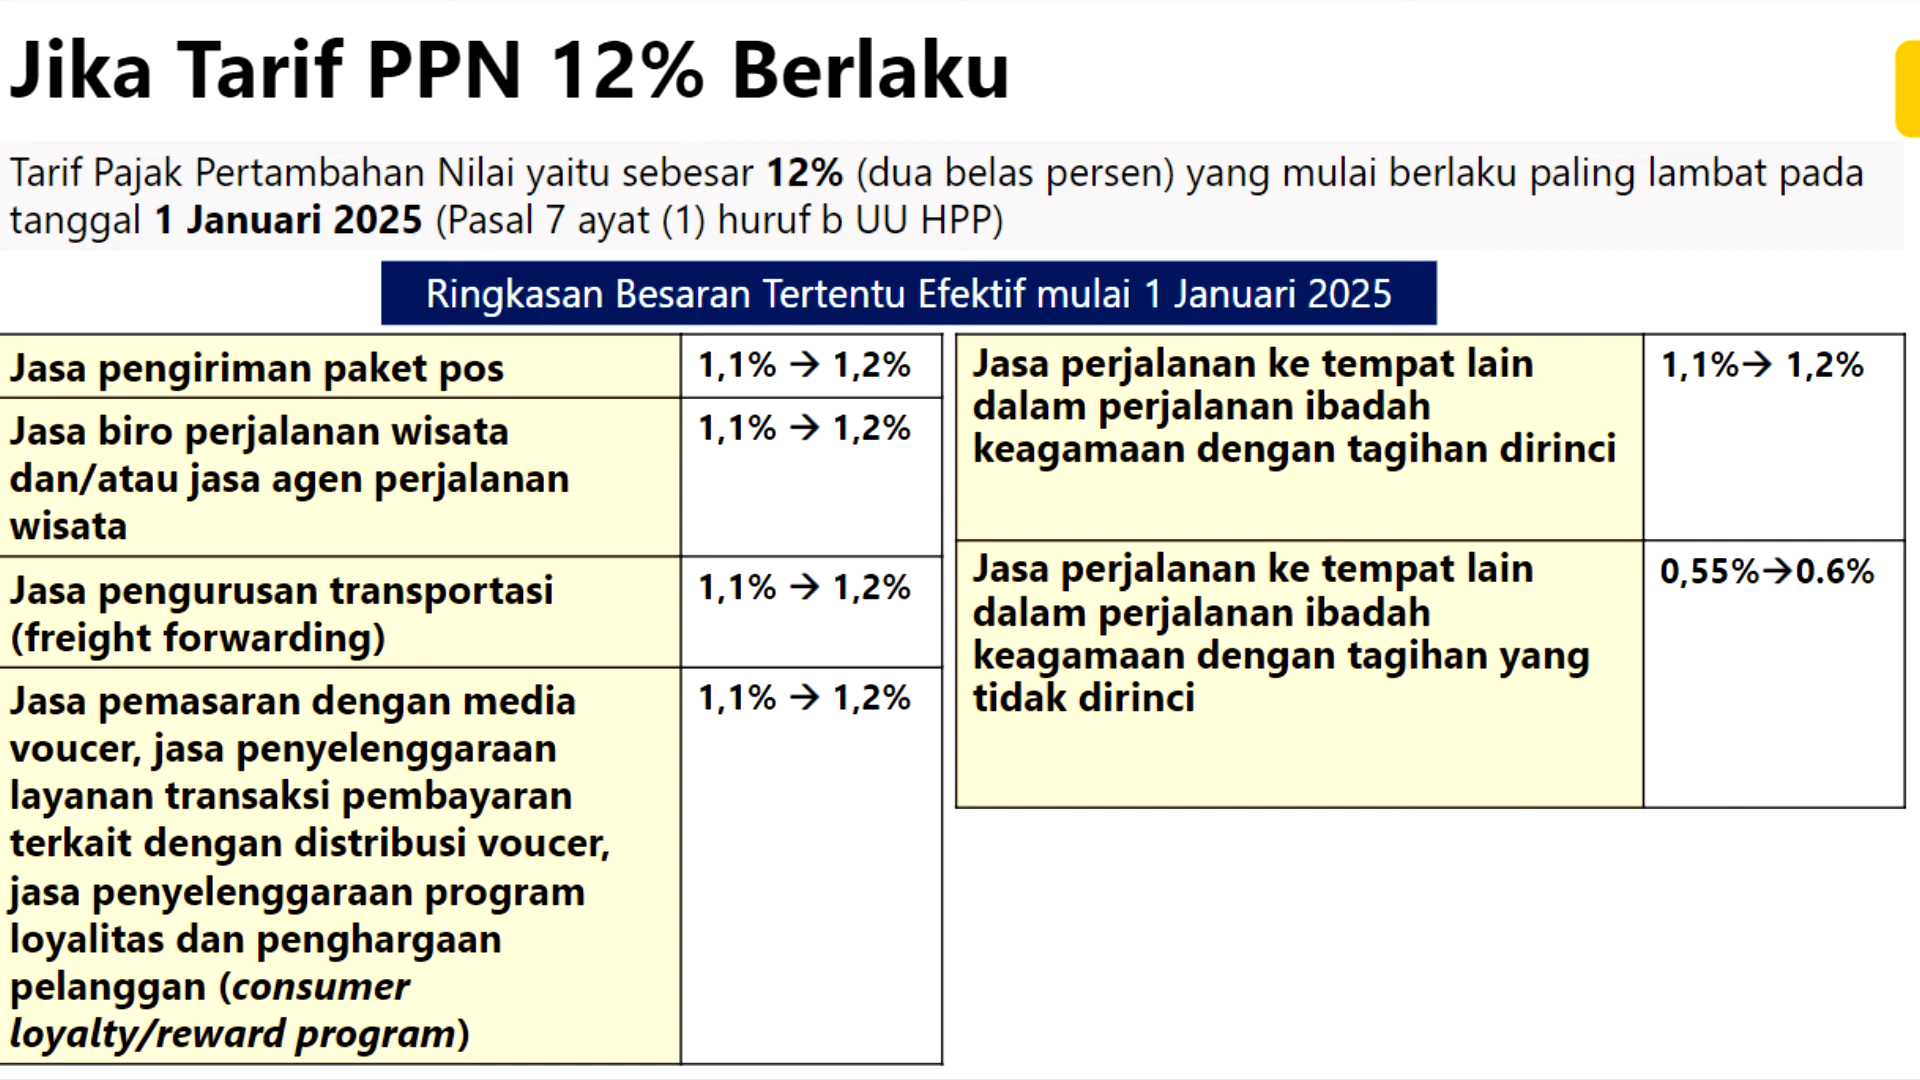 Jika Tarif PPN 12% Berlaku
Tarif Pajak Pertambahan Nilai yaitu sebesar 12% (dua belas persen) yang mulai berlaku paling lambat pada
tanggal 1 Januari 2025 (Pasal 7 ayat (1) huruf b UU HPP)
Ringkasan Besaran Tertentu Efektif mulai 1 Januari 2025
Jasa pengiriman paket pos
1,1% → 1,2%
Jasa biro perjalanan wisata
dan/atau jasa agen perjalanan
wisata
1,1% → 1,2%
Jasa pengurusan transportasi
(freight forwarding)
1,1% → 1,2%
Jasa pemasaran dengan media
voucer, jasa penyelenggaraan
layanan transaksi pembayaran
terkait dengan distribusi voucer,
jasa penyelenggaraan program
loyalitas dan penghargaan
pelanggan (consumer
loyalty/reward program)
1,1% → 1,2%
Jasa perjalanan ke tempat lain
dalam perjalanan ibadah
keagamaan dengan tagihan dirinci
1,1%→ 1,2%
Jasa perjalanan ke tempat lain
dalam perjalanan ibadah
keagamaan dengan tagihan yang
tidak dirinci
0,55%→0.6%